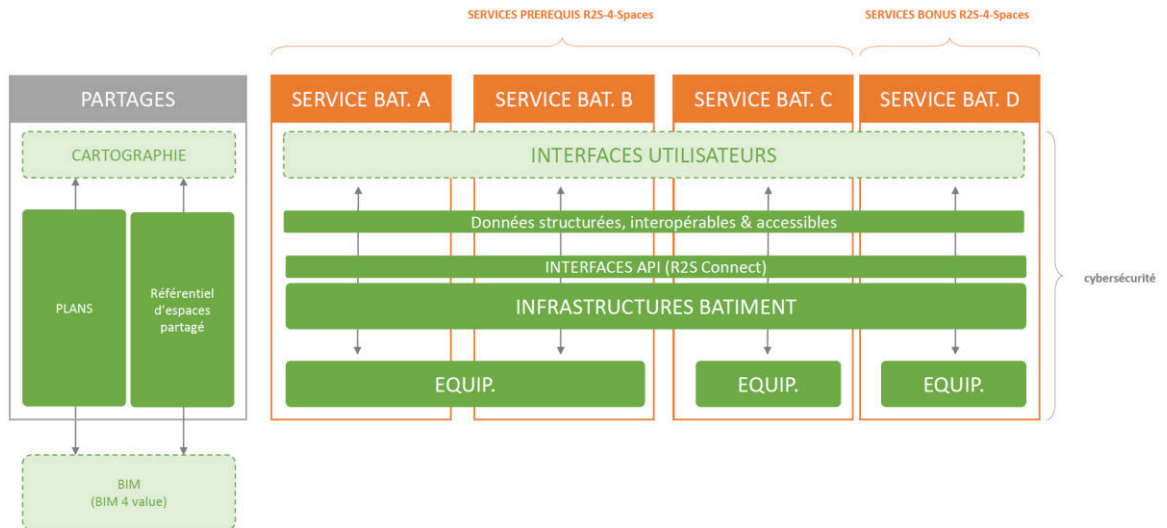 SERVICES PREREQUIS R2S-4-Spaces
SERVICES BONUS R2S-4-Spaces
PARTAGES
SERVICE BAT. A
SERVICE BAT. B
SERVICE BAT. C
SERVICE BAT. D
CARTOGRAPHIE
INTERFACES UTILISATEURS
Données structurées, interopérables & accessibles
INTERFACES API (R2S Connect)
INFRASTRUCTURES BATIMENT
PLANS
Référentiel
d'espaces
partagé
cybersécurité
EQUIP.
EQUIP.
EQUIP.
BIM
(BIM 4 value)